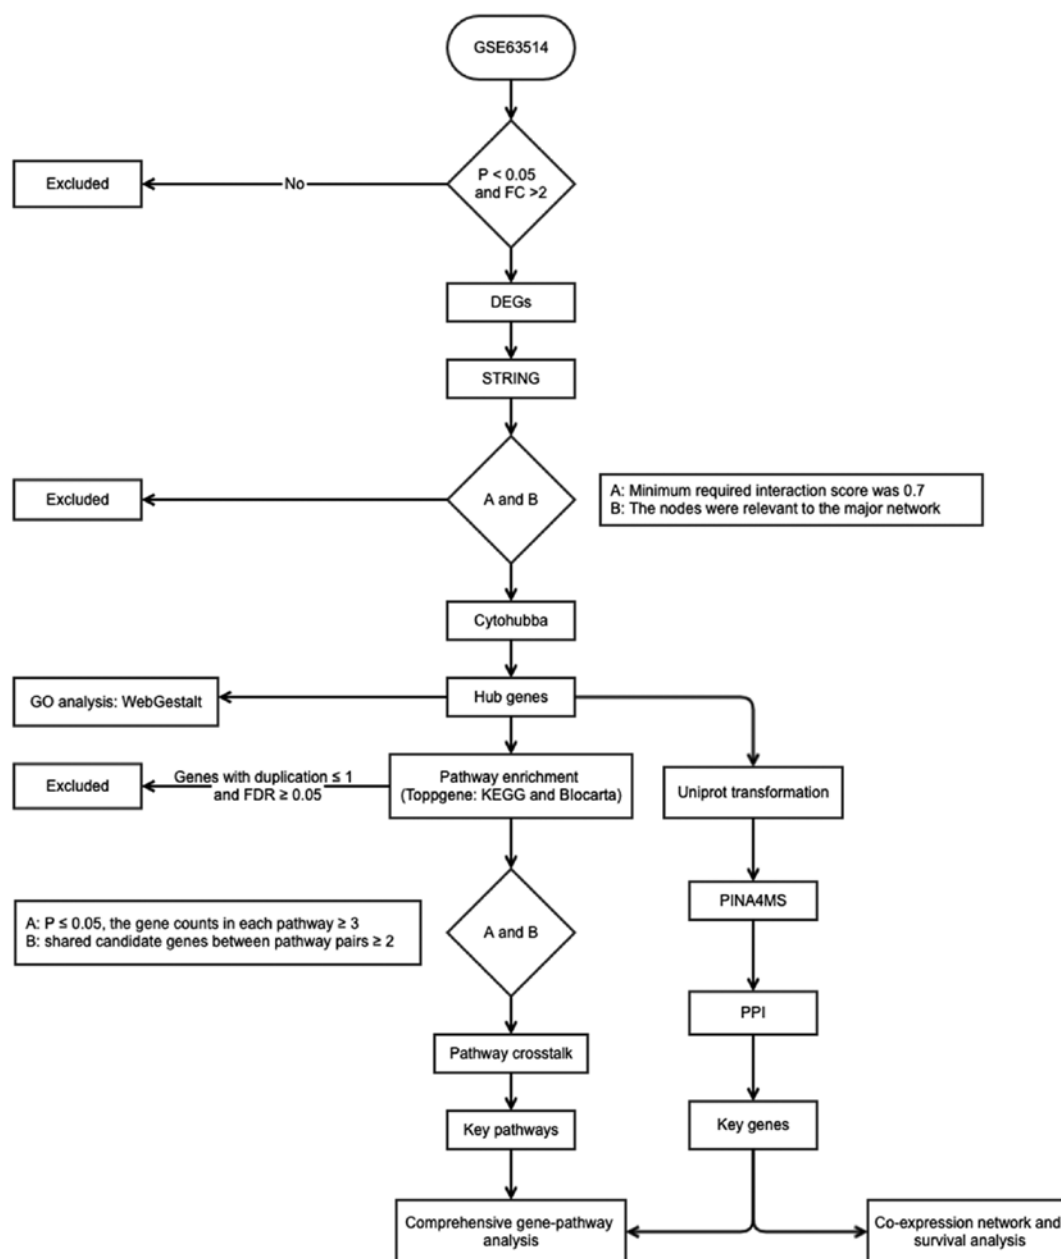 GSE63514
P < 0.05
and FC >2
No
Excluded
DEGs
STRING
A and B
Excluded
A: Minimum required interaction score was 0.7
B: The nodes were relevant to the major network
Cytohubba
Hub genes
GO analysis: WebGestalt
Pathway enrichment
(Toppgene: KEGG and Blocarta)
Genes with duplication ≤ 1
and FDR ≥ 0.05
Excluded
Uniprot transformation
A: P ≤ 0.05, the gene counts in each pathway ≥ 3
B: shared candidate genes between pathway pairs ≥ 2
A and B
PINA4MS
PPI
Pathway crosstalk
Key pathways
Key genes
Comprehensive gene-pathway
analysis
Co-expression network and
survival analysis